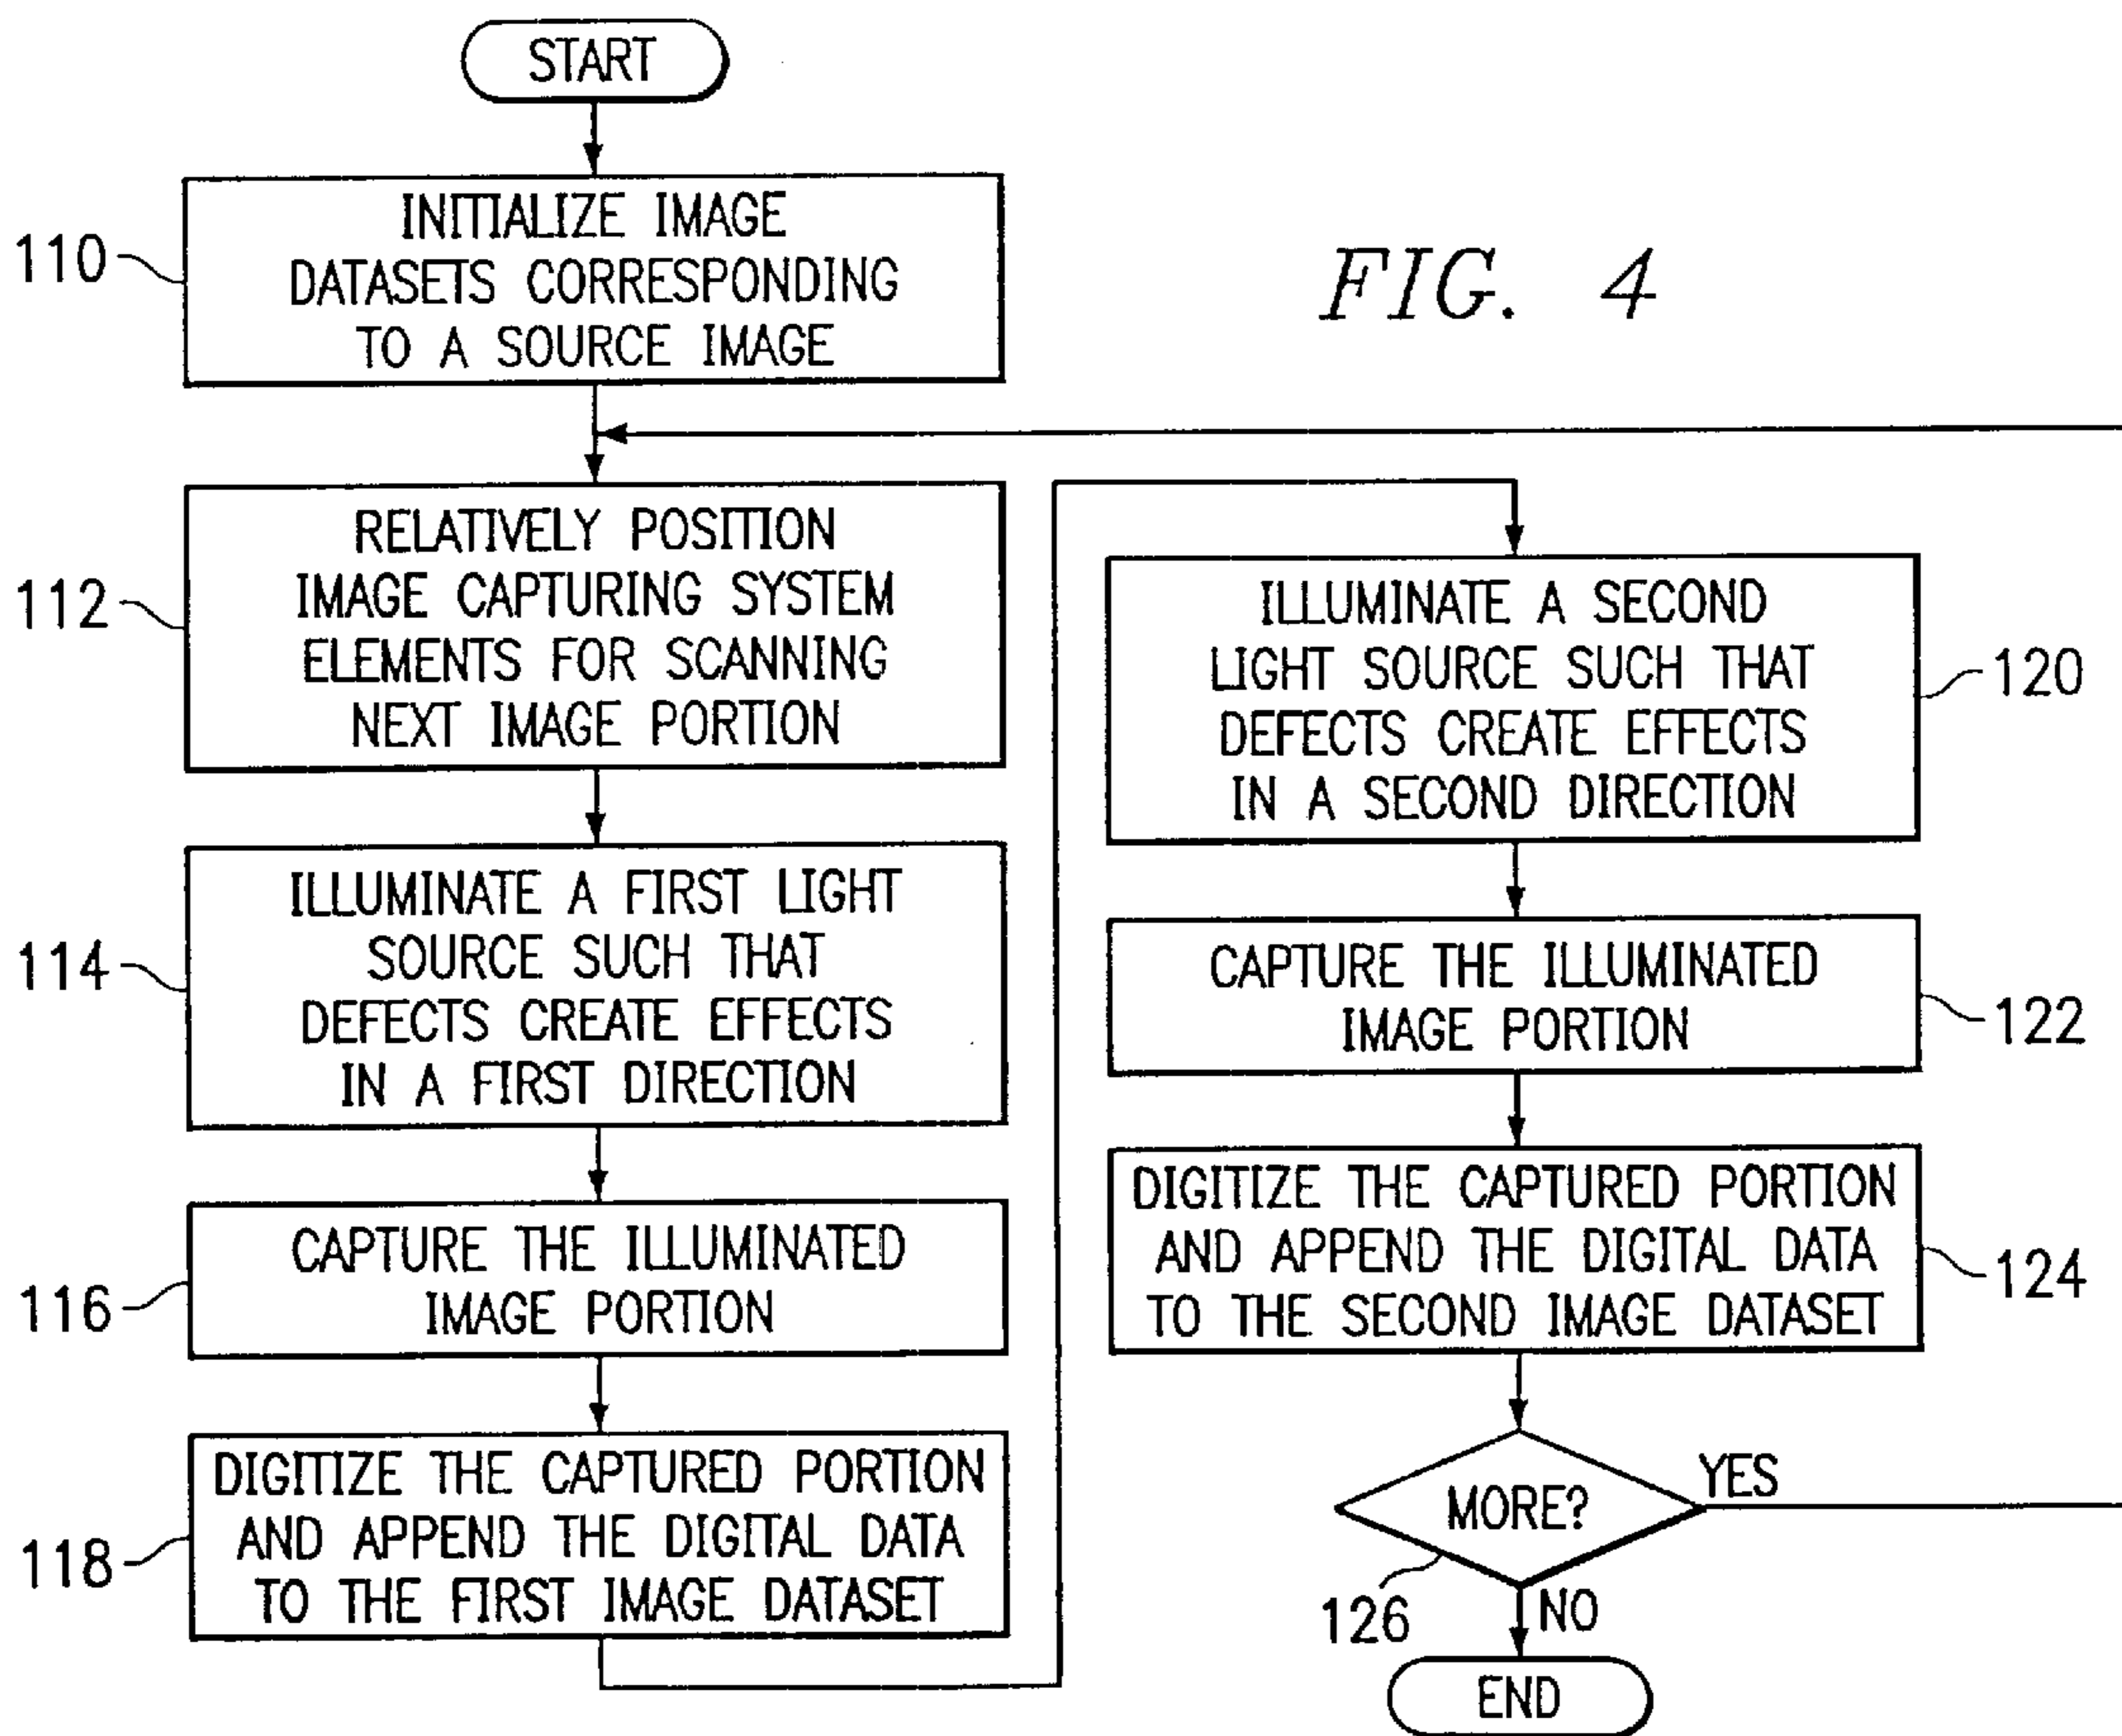 START
110
INITIALIZE IMAGE
DATASETS CORRESPONDING
TO A SOURCE IMAGE
FIG. 4
112
RELATIVELY POSITION
IMAGE CAPTURING SYSTEM
ELEMENTS FOR SCANNING
NEXT IMAGE PORTION
114
ILLUMINATE A FIRST LIGHT
SOURCE SUCH THAT
DEFECTS CREATE EFFECTS
IN A FIRST DIRECTION
116
CAPTURE THE ILLUMINATED
IMAGE PORTION
118
DIGITIZE THE CAPTURED PORTION
AND APPEND THE DIGITAL DATA
TO THE FIRST IMAGE DATASET
ILLUMINATE A SECOND
LIGHT SOURCE SUCH THAT
DEFECTS CREATE EFFECTS
IN A SECOND DIRECTION
120
CAPTURE THE ILLUMINATED
IMAGE PORTION
122
DIGITIZE THE CAPTURED PORTION
AND APPEND THE DIGITAL DATA
TO THE SECOND IMAGE DATASET
124
MORE?
YES
126
NO
END